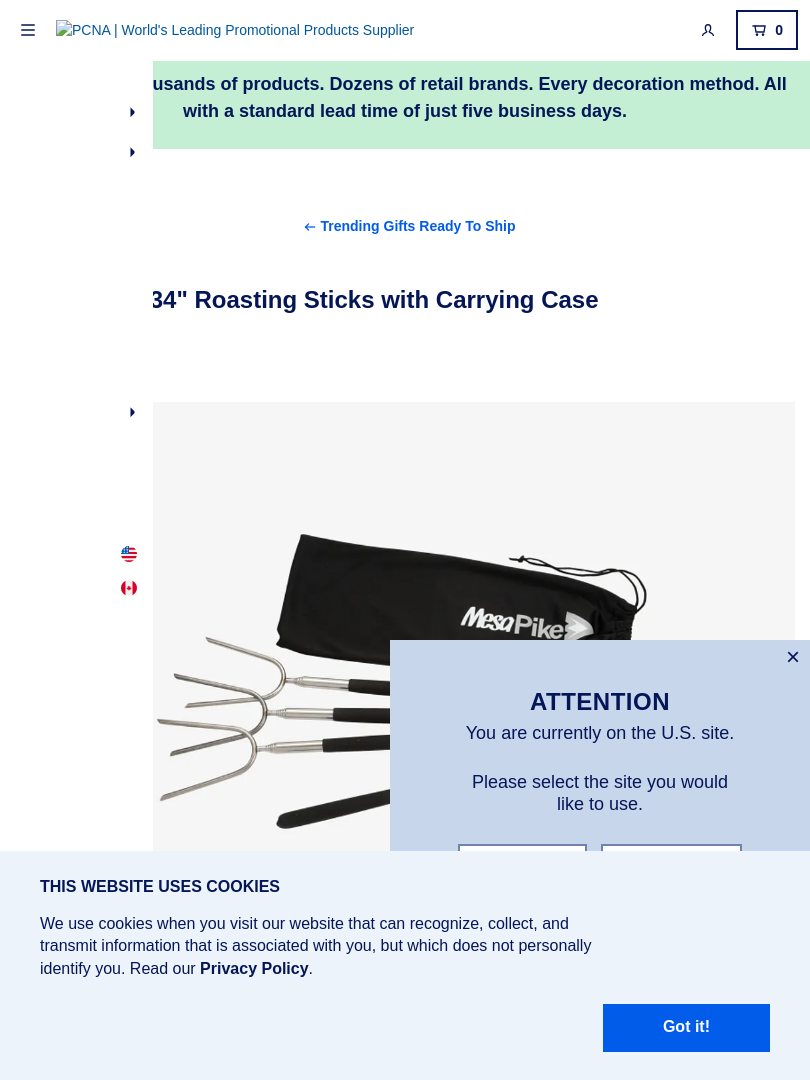 PCNA | World's Leading Promotional Products Supplier
0
of products. Dozens of retail brands. Every decoration method. All
with a standard lead time of just five business days.
Trending Gifts Ready To Ship
34" Roasting Sticks with Carrying Case
MesaPike
ATTENTION
You are currently on the U.S. site.
Please select the site you would
like to use.
THIS WEBSITE USES COOKIES
We use cookies when you visit our website that can recognize, collect, and
transmit information that is associated with you, but which does not personally
identify you. Read our Privacy Policy.
Got it!